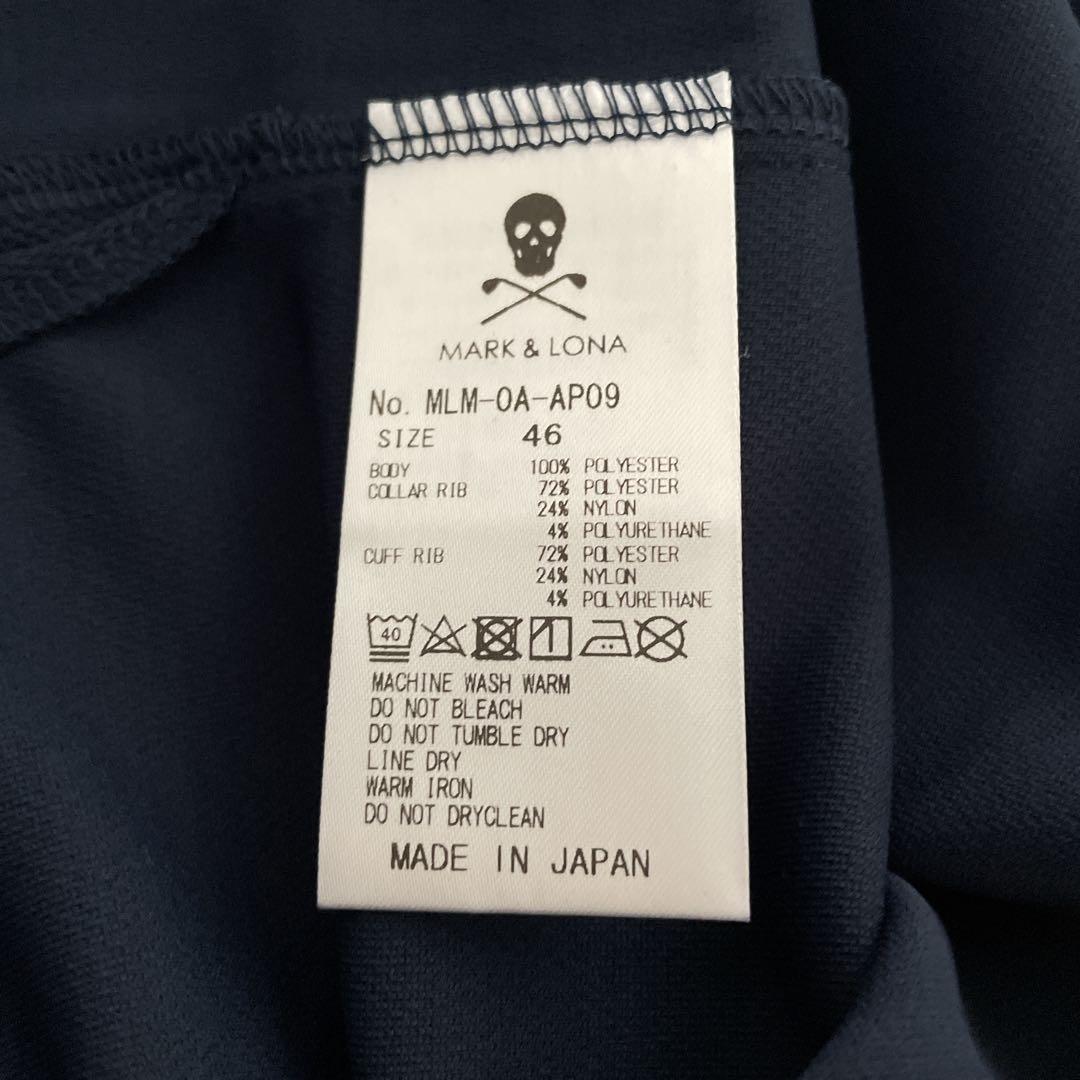 MARK & LONA
No. MLM-0A-AP09
SIZE 46
BODY 100% POLYESTER
COLLAR RIB 72% POLYESTER
24% NYLON
4% POLYURETHANE
CUFF RIB 72% POLYESTER
24% NYLON
4% POLYURETHANE
40
MACHINE WASH WARM
DO NOT BLEACH
DO NOT TUMBLE DRY
LINE DRY
WARM IRON
DO NOT DRYCLEAN
MADE IN JAPAN